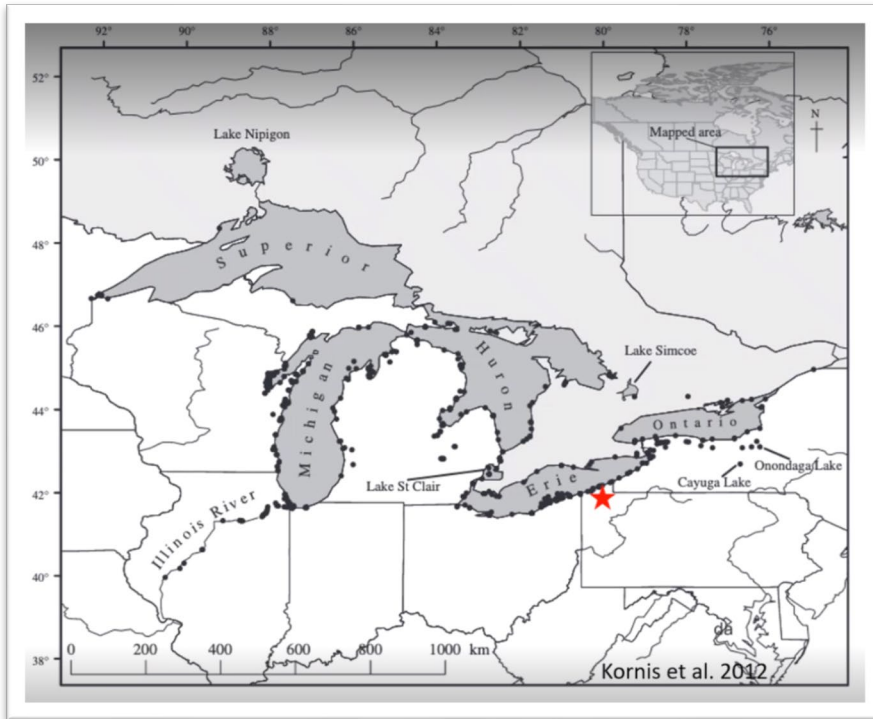 92° 90° 88° 86° 84° 82° 80° 78° 76°
52°
50°
48°
46°
44°
42°
40°
38°
Mapped area
N
Lake Nipigon
Superior
Lake Simcoe
Michigan
Huron
Ontario
Onondaga Lake
Cayuga Lake
Lake St Clair
Erie
Illinois River
da
0 200 400 600 800 1000 km
Kornis et al. 2012